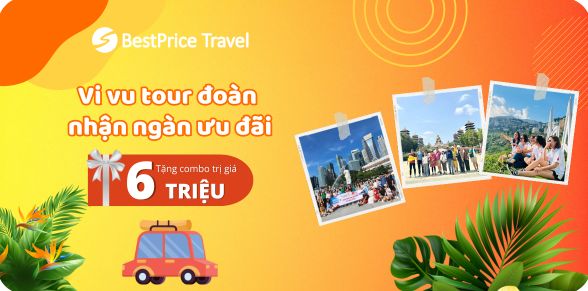 BestPrice Travel
Vi vu tour đoàn
nhận ngàn ưu đãi
6 Tặng combo trị giá
TRIỆU